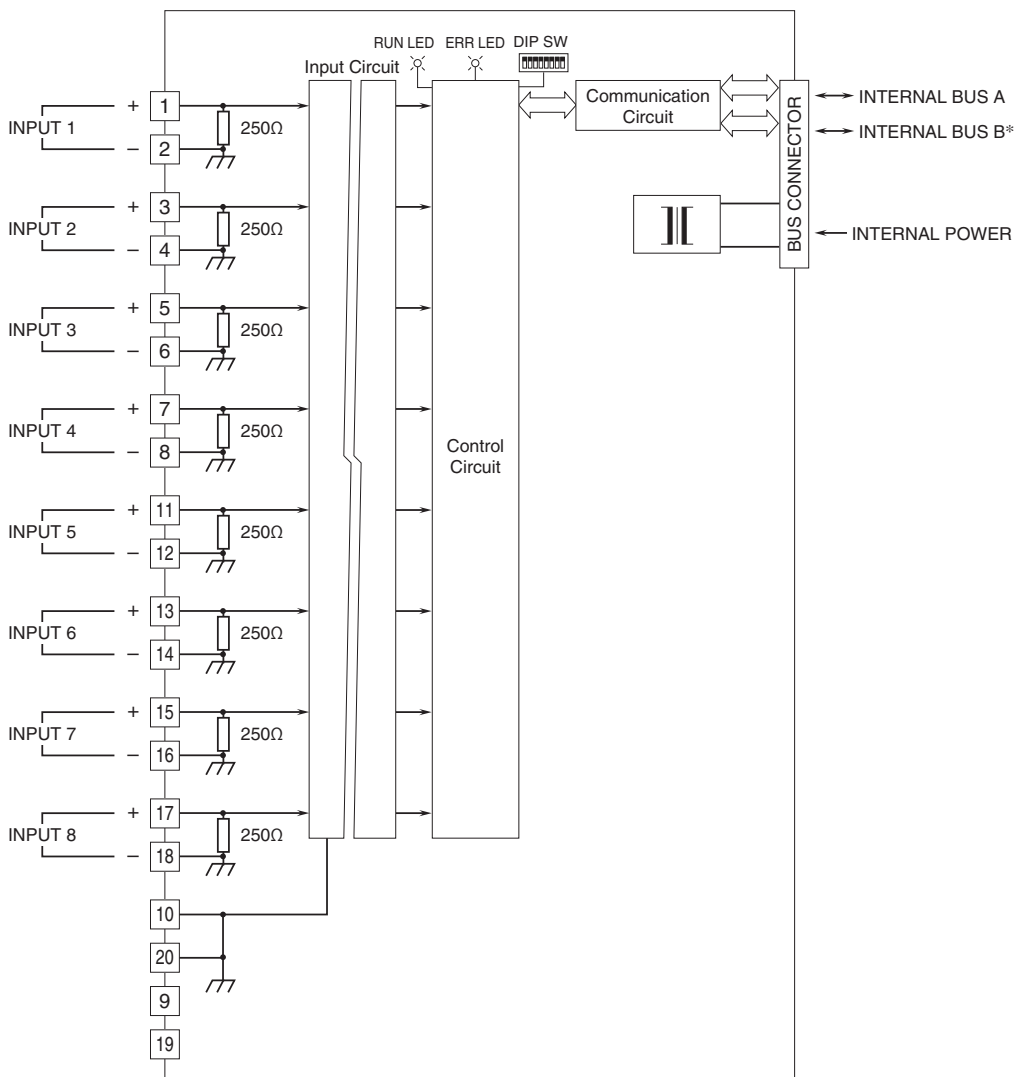 RUN LED ERR LED DIP SW
Input Circuit
Communication
Circuit
BUS CONNECTOR
INTERNAL BUS A
INTERNAL BUS B*
INTERNAL POWER
Control
Circuit
INPUT 1
+ 1
250Ω
– 2
INPUT 2
+ 3
250Ω
– 4
INPUT 3
+ 5
250Ω
– 6
INPUT 4
+ 7
250Ω
– 8
INPUT 5
+ 11
250Ω
– 12
INPUT 6
+ 13
250Ω
– 14
INPUT 7
+ 15
250Ω
– 16
INPUT 8
+ 17
250Ω
– 18
10
20
9
19